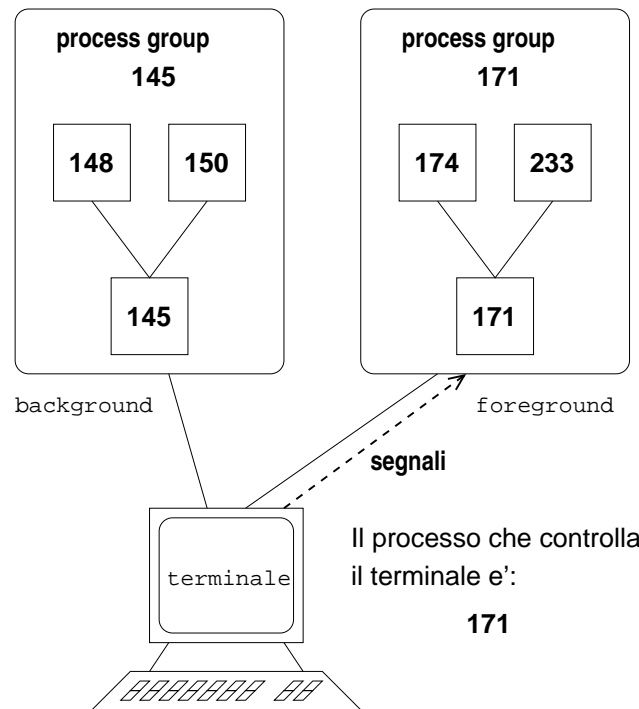 process group
145
148
150
145
background
process group
171
174
233
171
foreground
segnali
terminale
Il processo che controlla
il terminale e':
171